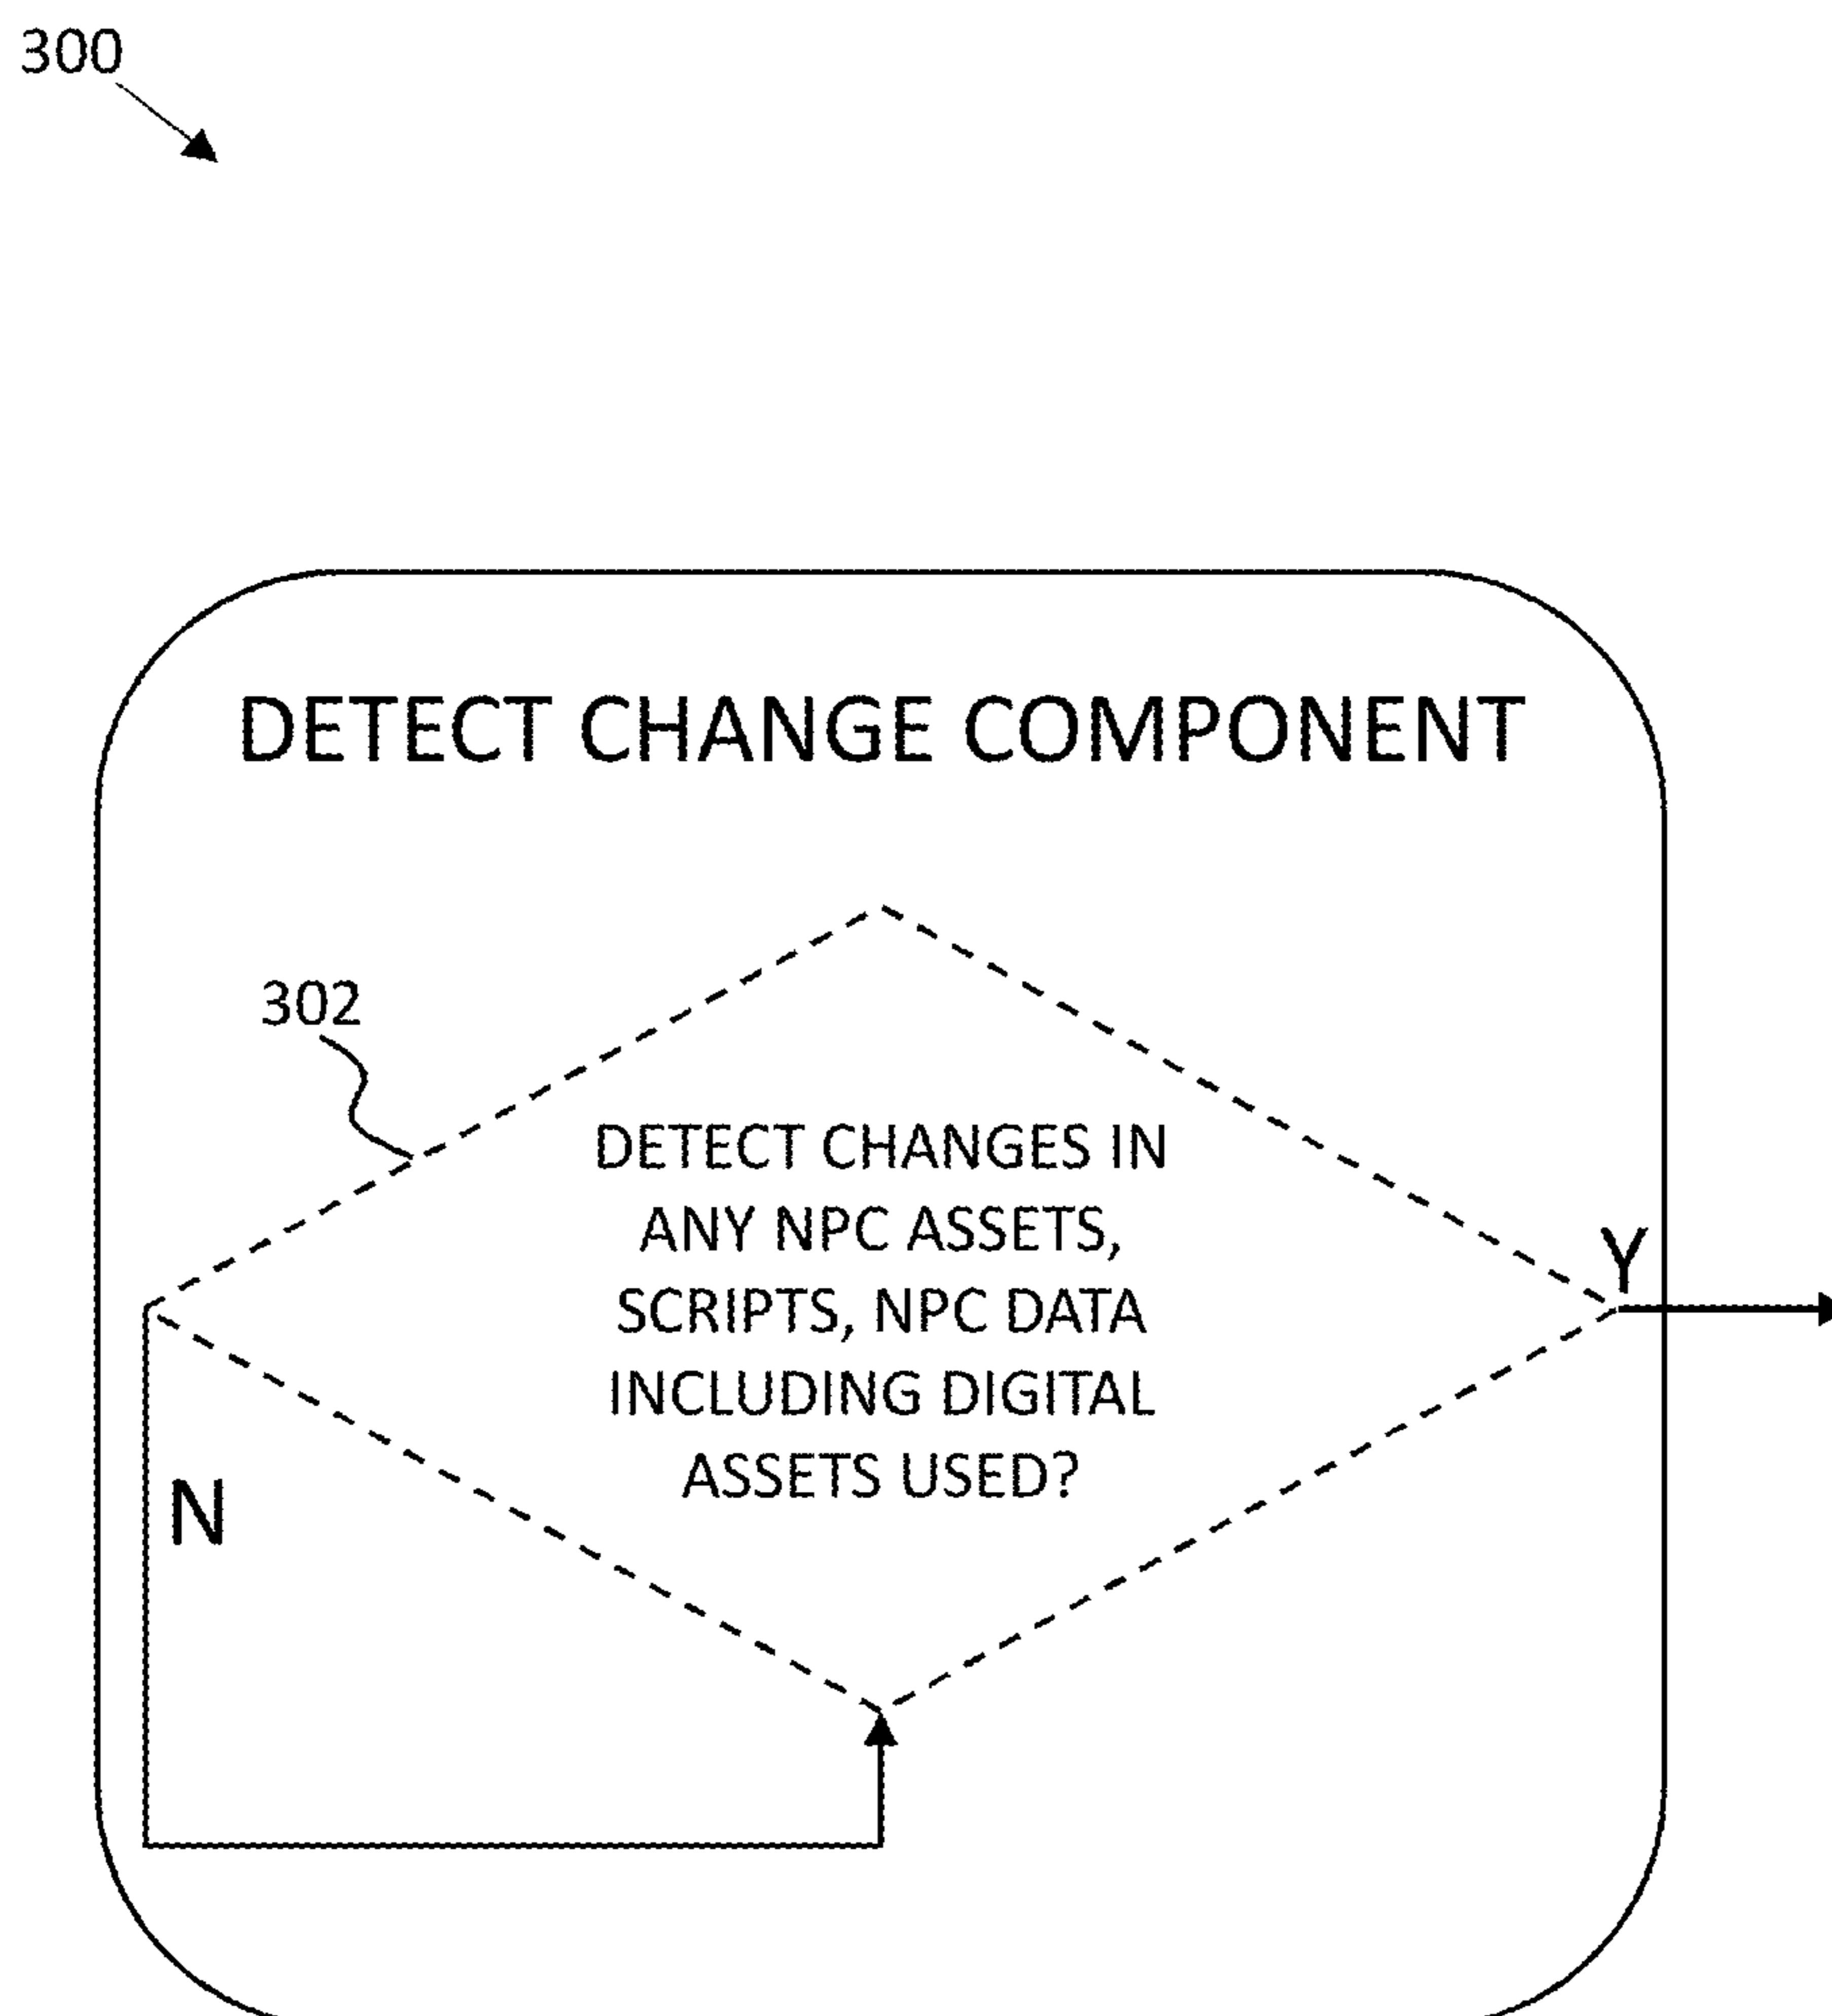 300
DETECT CHANGE COMPONENT
302
DETECT CHANGES IN
ANY NPC ASSETS,
SCRIPTS, NPC DATA
INCLUDING DIGITAL
ASSETS USED?
Y
N